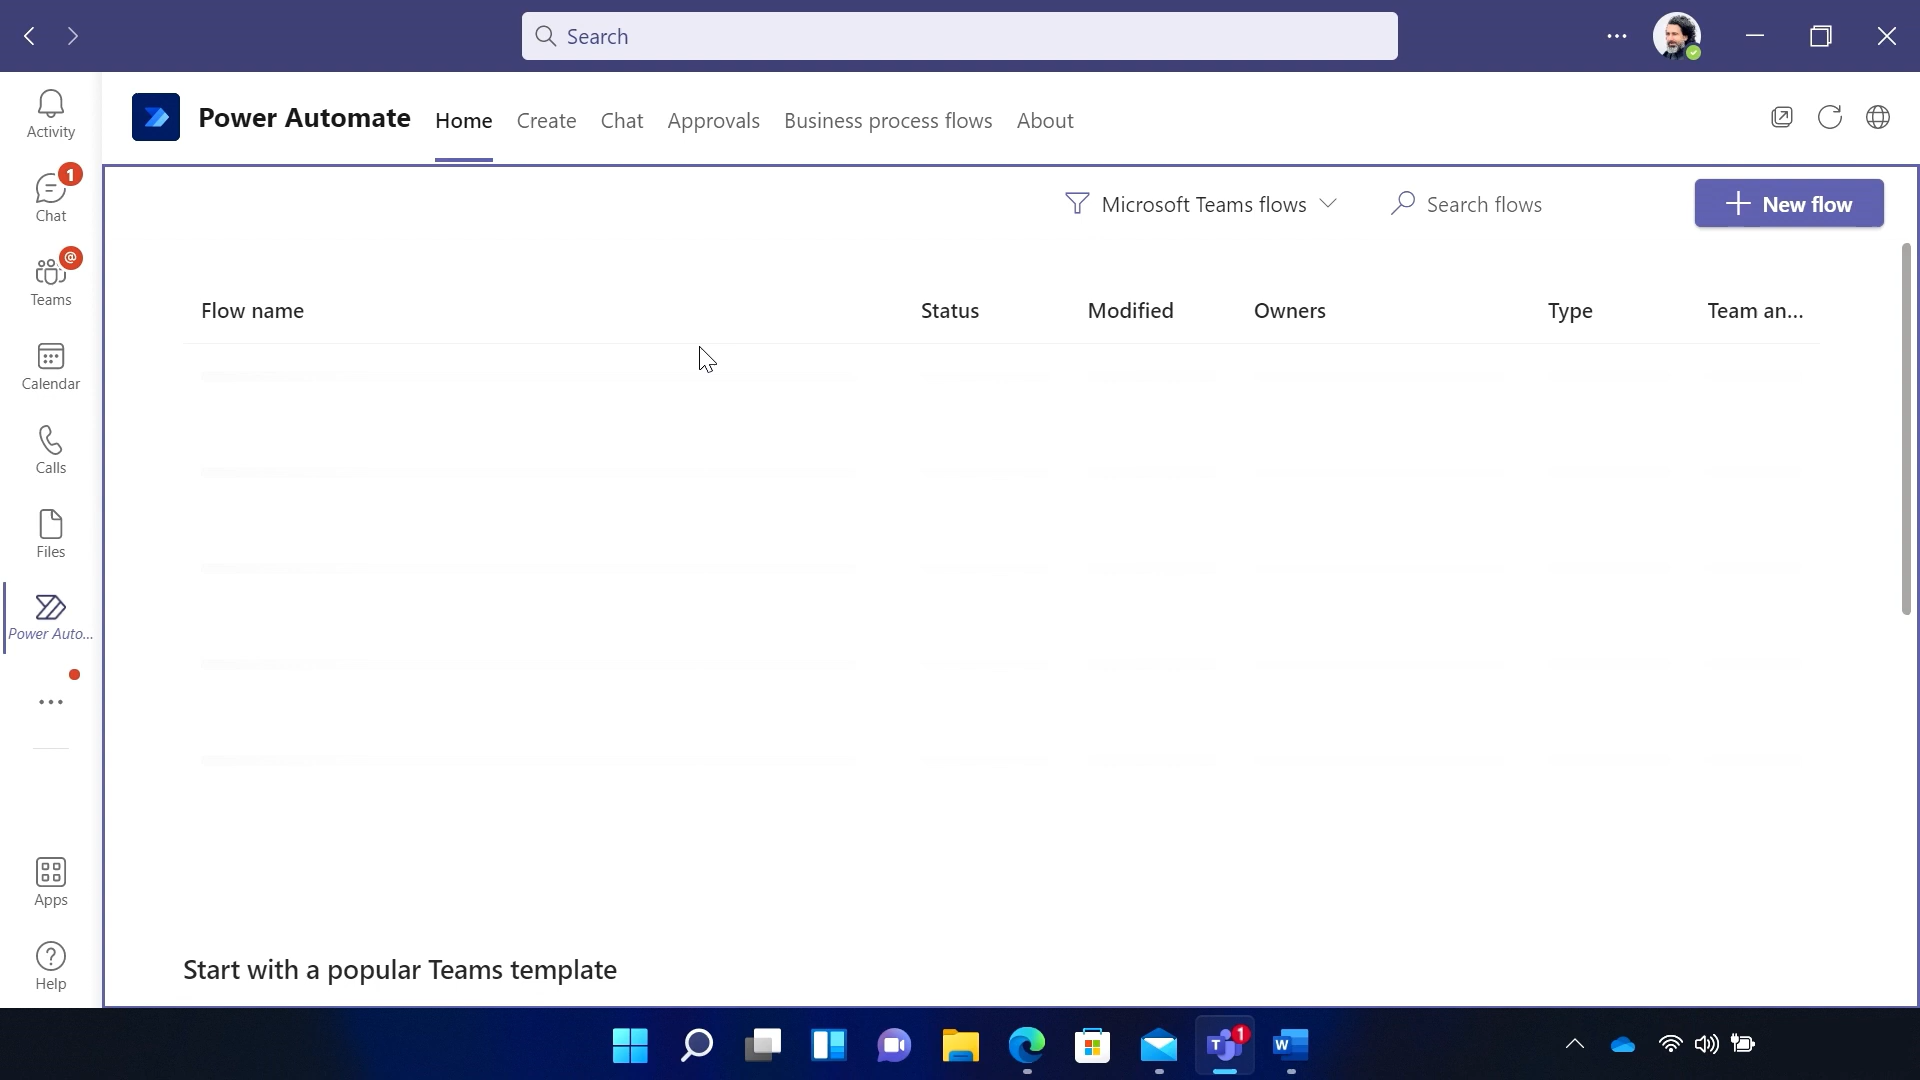 Search
Power Automate
Home
Create
Chat
Approvals
Business process flows
About
Activity
1
Chat
@
Teams
Calendar
Calls
Files
Power Auto...
Apps
Help
Microsoft Teams flows
Search flows
New flow
Flow name
Status
Modified
Owners
Type
Team an...
Start with a popular Teams template
T
1
W